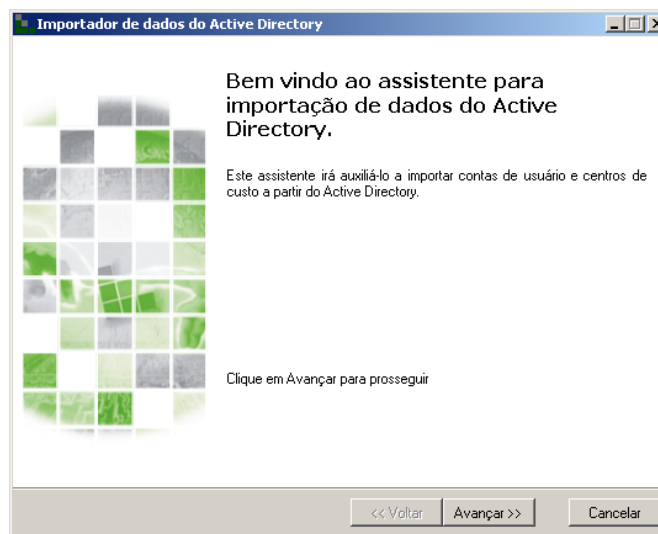 Importador de dados do Active Directory
Bem vindo ao assistente para
importação de dados do Active
Directory.
Este assistente irá auxiliá-lo a importar contas de usuário e centros de
custo a partir do Active Directory.
Clique em Avançar para prosseguir
<< Voltar Avançar >> Cancelar